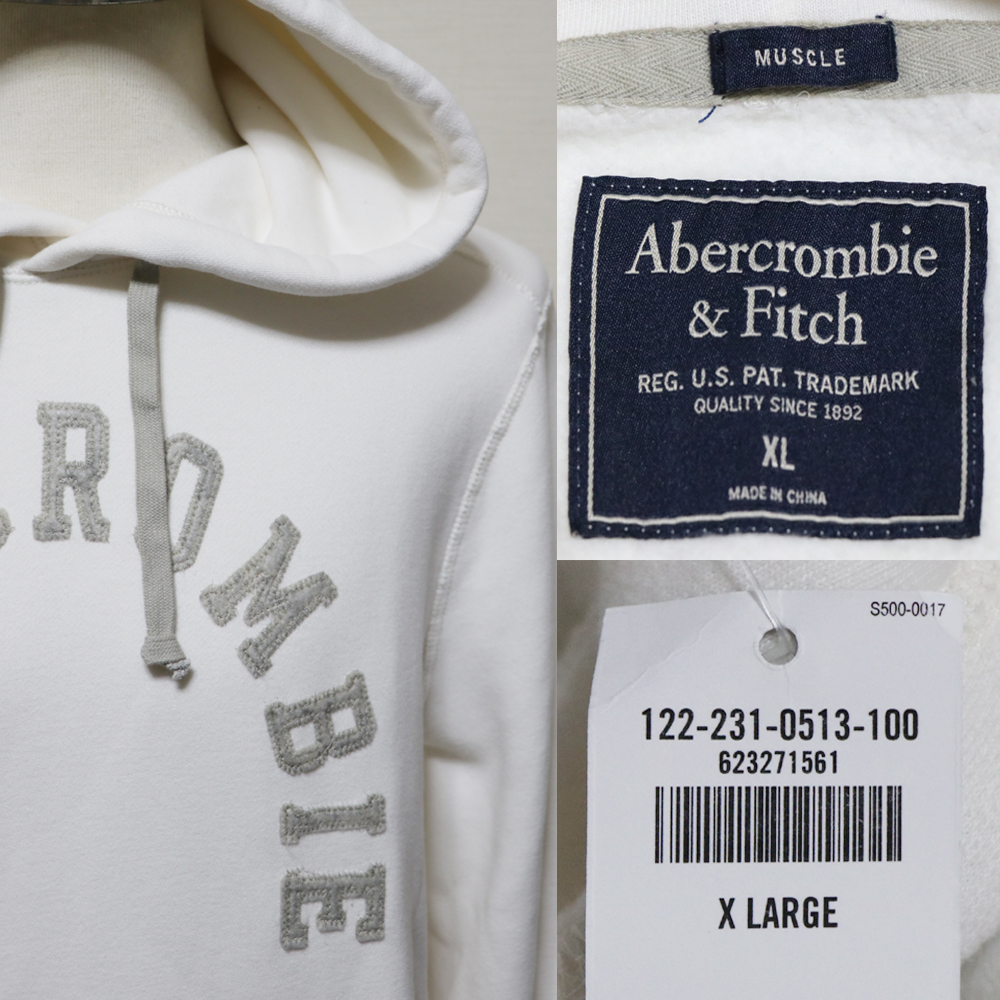 ROMBIE
MUSCLE
Abercrombie
& Fitch
REG. U.S. PAT. TRADEMARK
QUALITY SINCE 1892
XL
MADE IN CHINA
S500-0017
122-231-0513-100
623271561
X LARGE